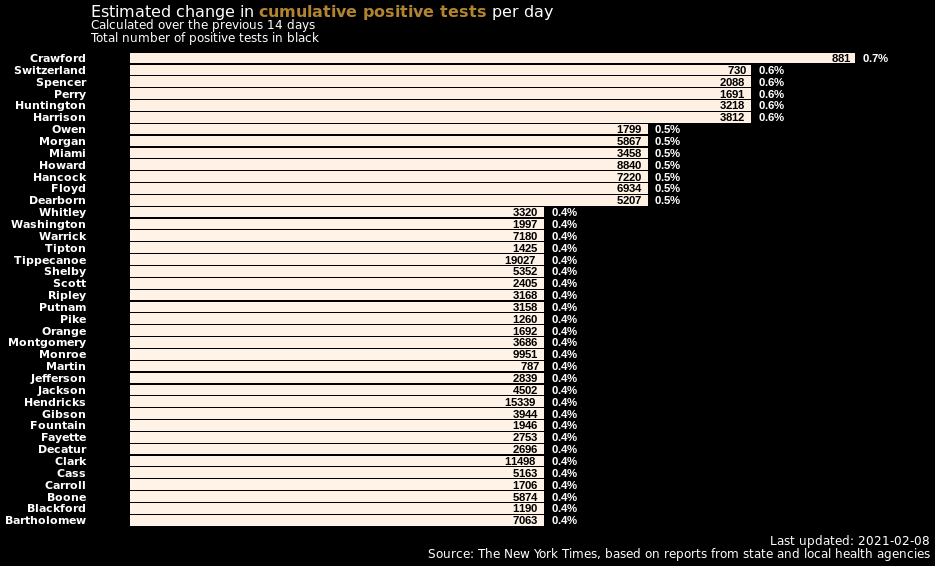 Estimated change in cumulative positive tests per day
Calculated over the previous 14 days
Total number of positive tests in black
Crawford 881 0.7%
Switzerland 730 0.6%
Spencer 2088 0.6%
Perry 1691 0.6%
Huntington 3218 0.6%
Harrison 3812 0.6%
Owen 1799 0.5%
Morgan 5867 0.5%
Miami 3458 0.5%
Howard 8840 0.5%
Hancock 7220 0.5%
Floyd 6934 0.5%
Dearborn 5207 0.5%
Whitley 3320 0.4%
Washington 1997 0.4%
Warrick 7180 0.4%
Tipton 1425 0.4%
Tippecanoe 19027 0.4%
Shelby 5352 0.4%
Scott 2405 0.4%
Ripley 3168 0.4%
Putnam 3158 0.4%
Pike 1260 0.4%
Orange 1692 0.4%
Montgomery 3686 0.4%
Monroe 9951 0.4%
Martin 787 0.4%
Jefferson 2839 0.4%
Jackson 4502 0.4%
Hendricks 15339 0.4%
Gibson 3944 0.4%
Fountain 1946 0.4%
Fayette 2753 0.4%
Decatur 2696 0.4%
Clark 11498 0.4%
Cass 5163 0.4%
Carroll 1706 0.4%
Boone 5874 0.4%
Blackford 1190 0.4%
Bartholomew 7063 0.4%
Last updated: 2021-02-08
Source: The New York Times, based on reports from state and local health agencies